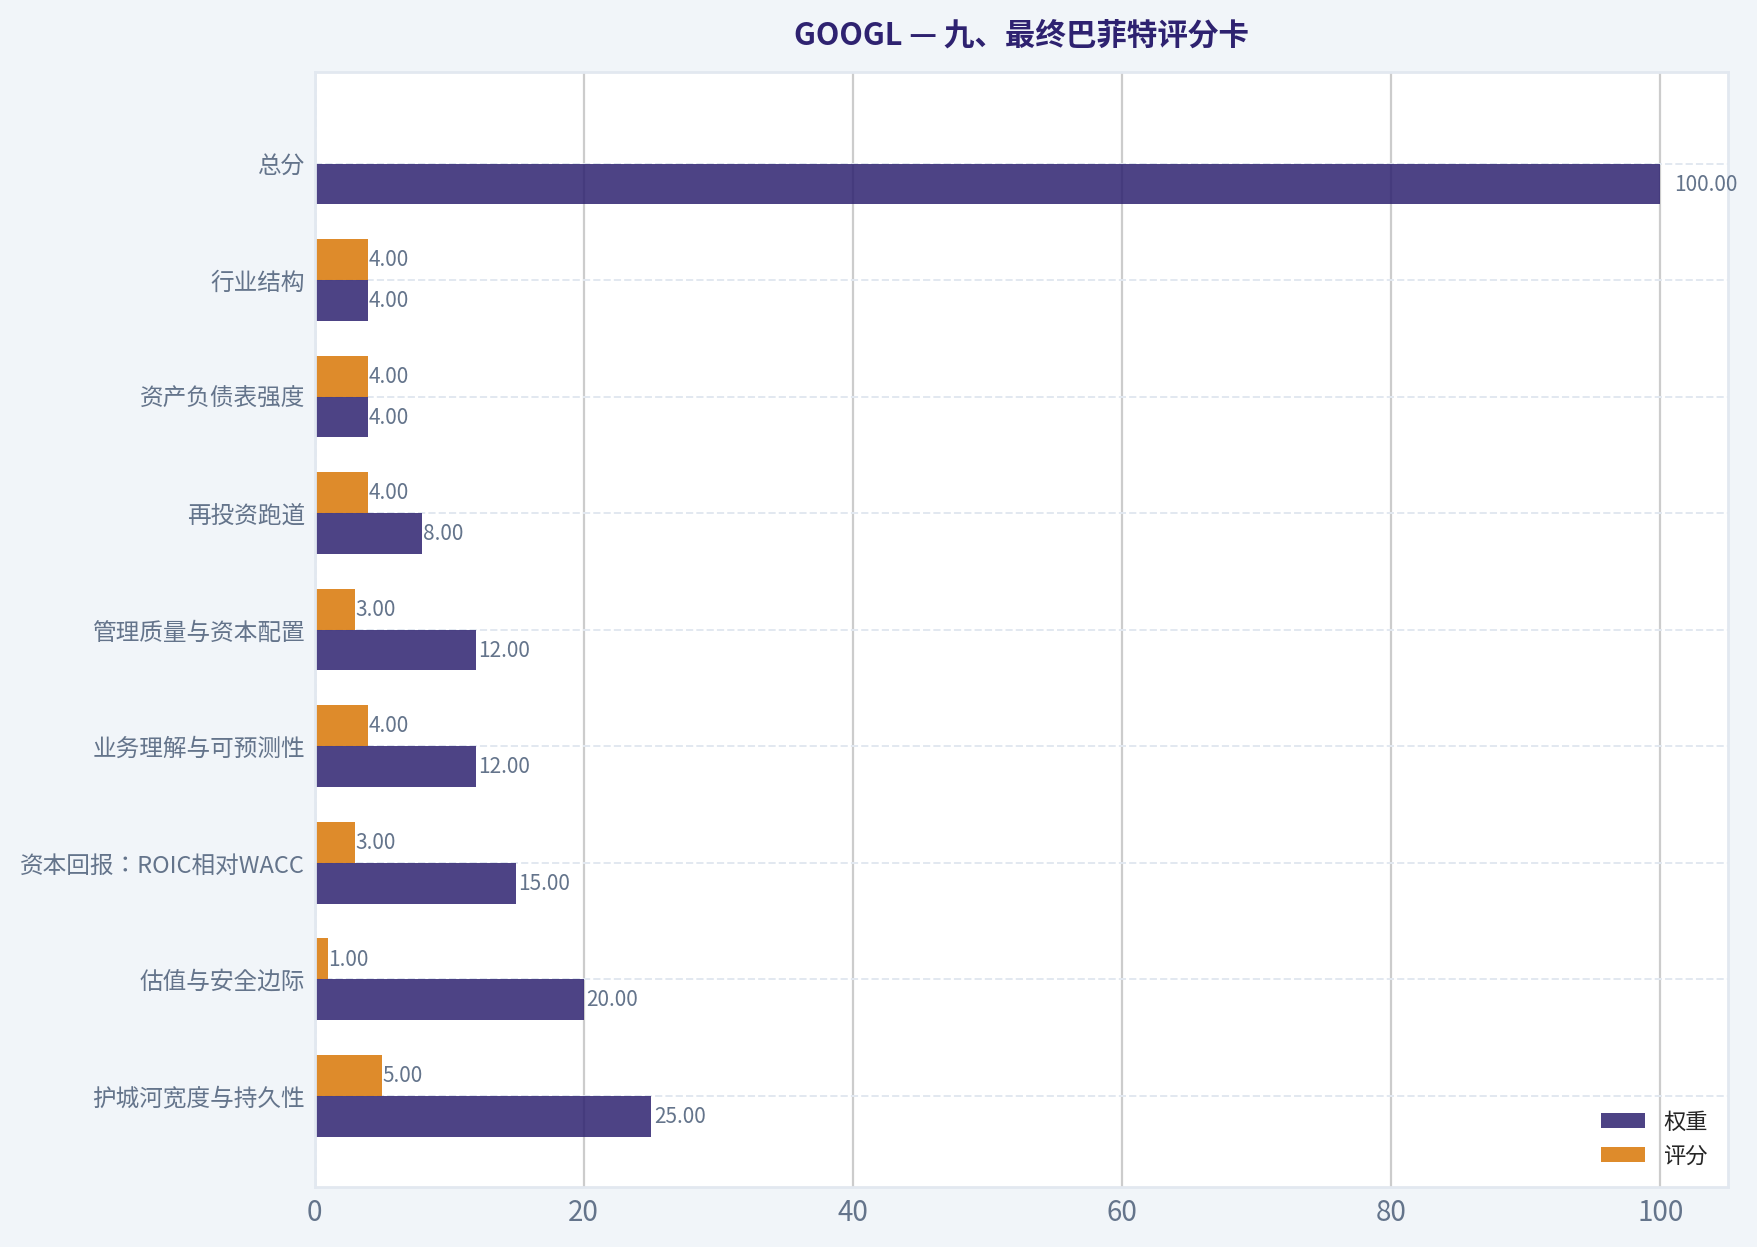 GOOGL — 九、最终巴菲特评分卡
总分
100.00
行业结构
4.00
4.00
资产负债表强度
4.00
4.00
再投资跑道
4.00
8.00
管理质量与资本配置
3.00
12.00
业务理解与可预测性
4.00
12.00
资本回报：ROIC相对WACC
3.00
15.00
估值与安全边际
1.00
20.00
护城河宽度与持久性
5.00
25.00
权重
评分
0 20 40 60 80 100